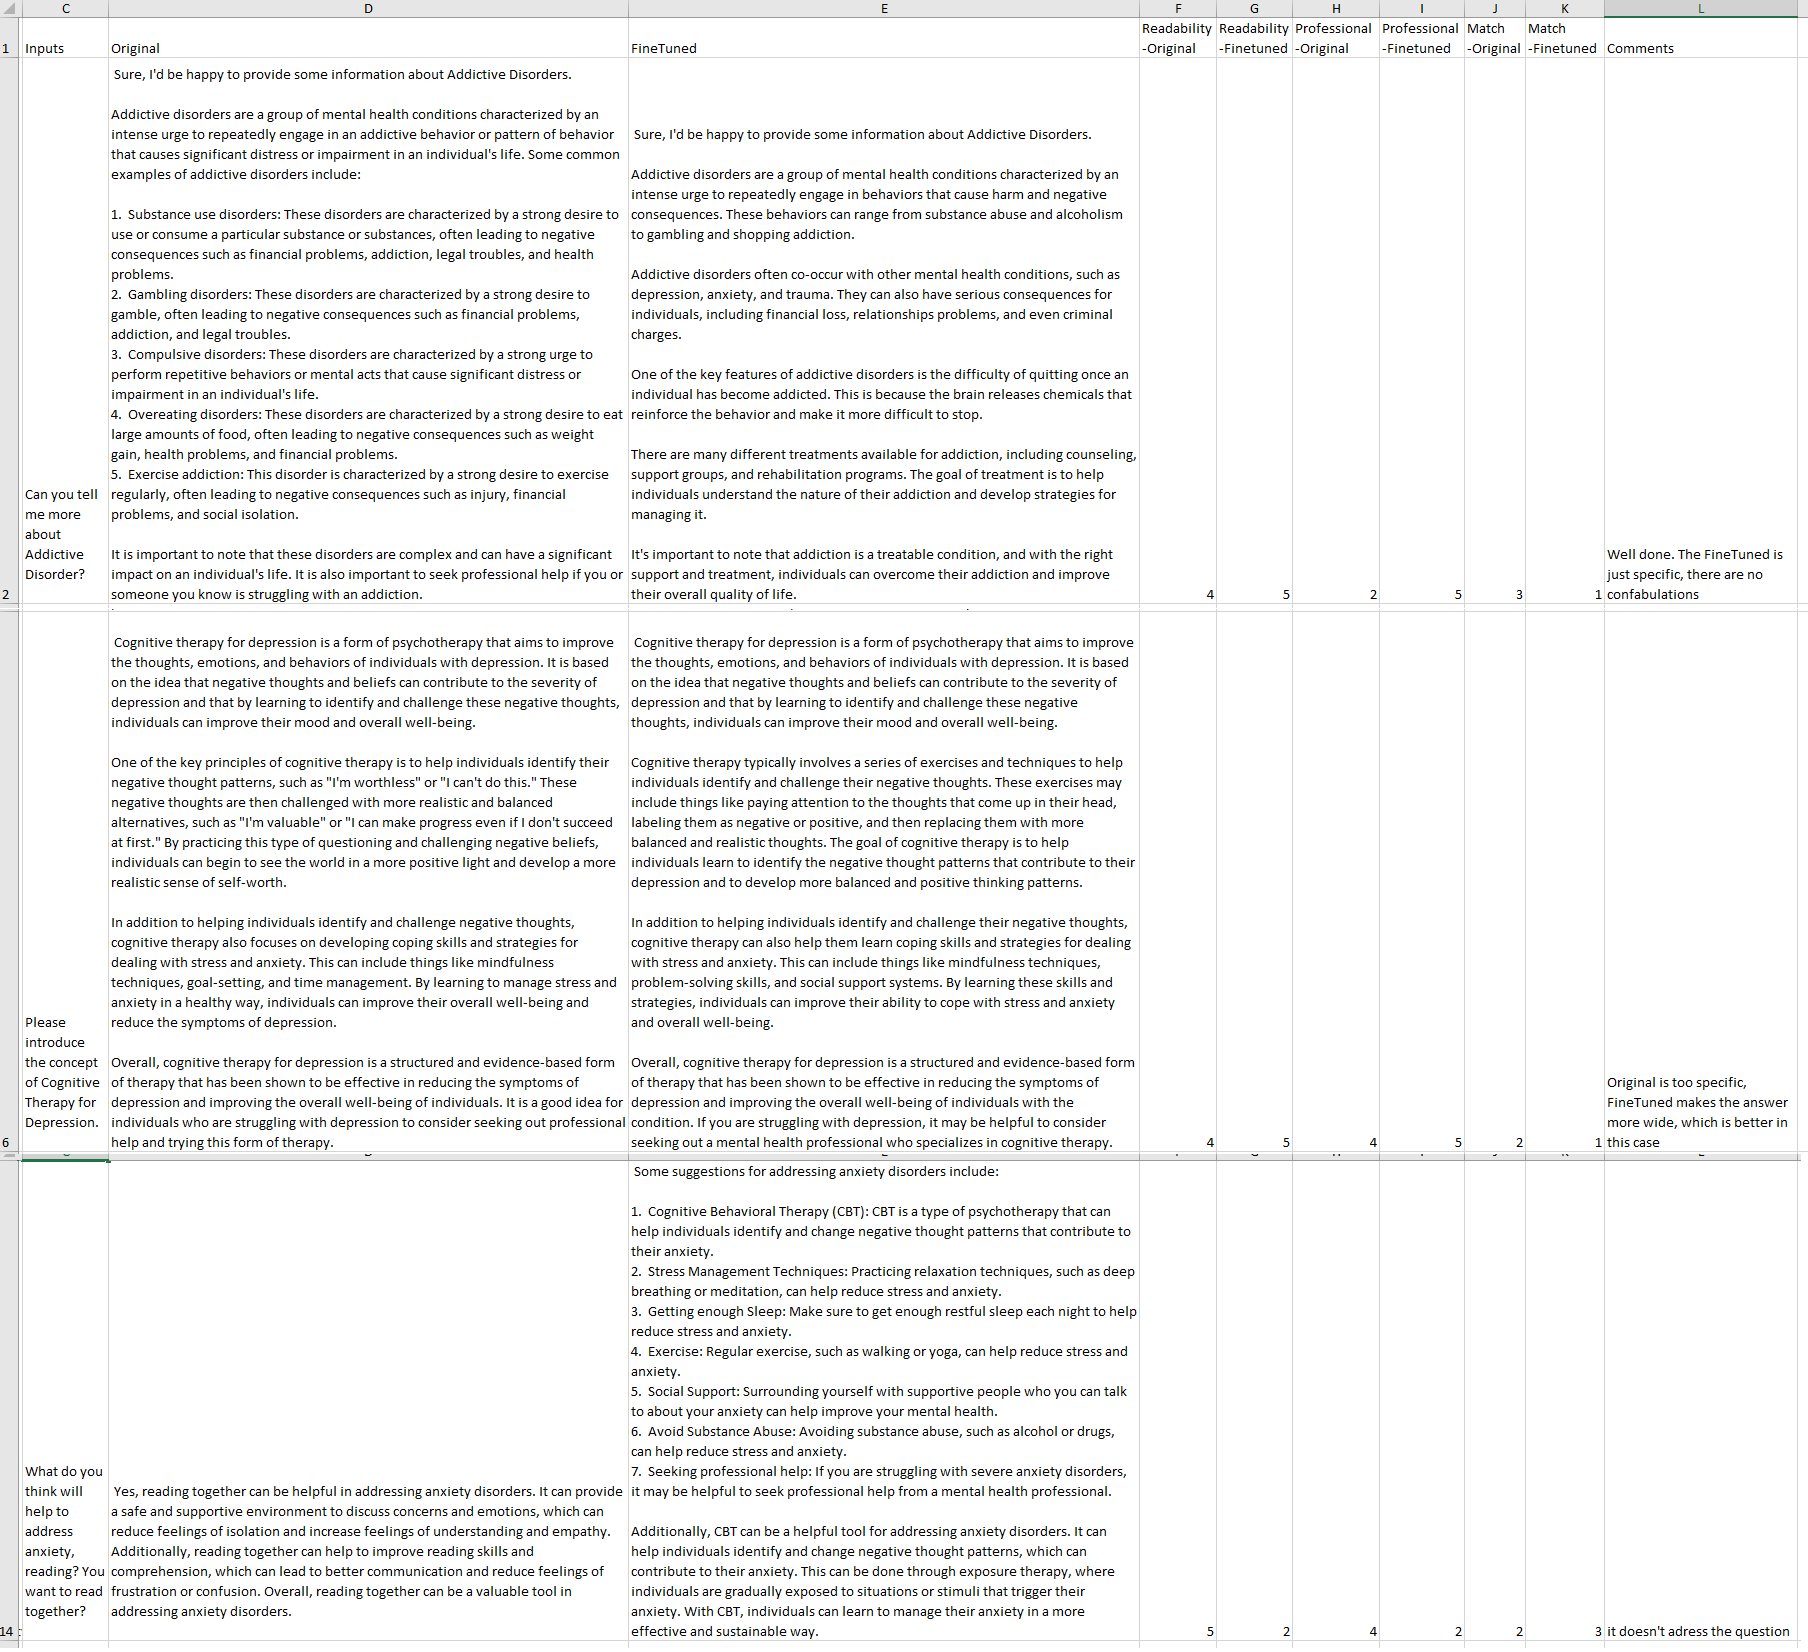 C D E F G H I J K L
1 Inputs Original FineTuned Readability -Original Readability -Finetuned Professional -Original Professional -Finetuned Match -Original Match -Finetuned Comments
2
Can you tell
me more
about
Addictive
Disorder?
Sure, I'd be happy to provide some information about Addictive Disorders.
Addictive disorders are a group of mental health conditions characterized by an
intense urge to repeatedly engage in an addictive behavior or pattern of behavior
that causes significant distress or impairment in an individual's life. Some common
examples of addictive disorders include:
1. Substance use disorders: These disorders are characterized by a strong desire to
use or consume a particular substance or substances, often leading to negative
consequences such as financial problems, addiction, legal troubles, and health
problems.
2. Gambling disorders: These disorders are characterized by a strong desire to
gamble, often leading to negative consequences such as financial problems,
addiction, and legal troubles.
3. Compulsive disorders: These disorders are characterized by a strong urge to
perform repetitive behaviors or mental acts that cause significant distress or
impairment in an individual's life.
4. Overeating disorders: These disorders are characterized by a strong desire to eat
large amounts of food, often leading to negative consequences such as weight
gain, health problems, and financial problems.
5. Exercise addiction: This disorder is characterized by a strong desire to exercise
regularly, often leading to negative consequences such as injury, financial
problems, and social isolation.
It is important to note that these disorders are complex and can have a significant
impact on an individual's life. It is also important to seek professional help if you or
someone you know is struggling with an addiction.
Sure, I'd be happy to provide some information about Addictive Disorders.
Addictive disorders are a group of mental health conditions characterized by an
intense urge to repeatedly engage in behaviors that cause harm and negative
consequences. These behaviors can range from substance abuse and alcoholism
to gambling and shopping addiction.
Addictive disorders often co-occur with other mental health conditions, such as
depression, anxiety, and trauma. They can also have serious consequences for
individuals, including financial loss, relationships problems, and even criminal
charges.
One of the key features of addictive disorders is the difficulty of quitting once an
individual has become addicted. This is because the brain releases chemicals that
reinforce the behavior and make it more difficult to stop.
There are many different treatments available for addiction, including counseling,
support groups, and rehabilitation programs. The goal of treatment is to help
individuals understand the nature of their addiction and develop strategies for
managing it.
It's important to note that addiction is a treatable condition, and with the right
support and treatment, individuals can overcome their addiction and improve
their overall quality of life.
4 5 2 5 3 1
Well done. The FineTuned is
just specific, there are no
confabulations
6
Please
introduce
the concept
of Cognitive
Therapy for
Depression.
Cognitive therapy for depression is a form of psychotherapy that aims to improve
the thoughts, emotions, and behaviors of individuals with depression. It is based
on the idea that negative thoughts and beliefs can contribute to the severity of
depression and that by learning to identify and challenge these negative thoughts,
individuals can improve their mood and overall well-being.
One of the key principles of cognitive therapy is to help individuals identify their
negative thought patterns, such as "I'm worthless" or "I can't do this." These
negative thoughts are then challenged with more realistic and balanced
alternatives, such as "I'm valuable" or "I can make progress even if I don't succeed
at first." By practicing this type of questioning and challenging negative beliefs,
individuals can begin to see the world in a more positive light and develop a more
realistic sense of self-worth.
In addition to helping individuals identify and challenge negative thoughts,
cognitive therapy also focuses on developing coping skills and strategies for
dealing with stress and anxiety. This can include things like mindfulness
techniques, goal-setting, and time management. By learning to manage stress and
anxiety in a healthy way, individuals can improve their overall well-being and
reduce the symptoms of depression.
Overall, cognitive therapy for depression is a structured and evidence-based form
of therapy that has been shown to be effective in reducing the symptoms of
depression and improving the overall well-being of individuals. It is a good idea for
individuals who are struggling with depression to consider seeking out professional
help and trying this form of therapy.
Cognitive therapy for depression is a form of psychotherapy that aims to improve
the thoughts, emotions, and behaviors of individuals with depression. It is based
on the idea that negative thoughts and beliefs can contribute to the severity of
depression and that by learning to identify and challenge these negative
thoughts, individuals can improve their mood and overall well-being.
Cognitive therapy typically involves a series of exercises and techniques to help
individuals identify and challenge their negative thoughts. These exercises may
include things like paying attention to the thoughts that come up in their head,
labeling them as negative or positive, and then replacing them with more
balanced and realistic thoughts. The goal of cognitive therapy is to help
individuals learn to identify the negative thought patterns that contribute to their
depression and to develop more balanced and positive thinking patterns.
In addition to helping individuals identify and challenge their negative thoughts,
cognitive therapy can also help them learn coping skills and strategies for dealing
with stress and anxiety. This can include things like mindfulness techniques,
problem-solving skills, and social support systems. By learning these skills and
strategies, individuals can improve their ability to cope with stress and anxiety
and overall well-being.
Overall, cognitive therapy for depression is a structured and evidence-based form
of therapy that has been shown to be effective in reducing the symptoms of
depression and improving the overall well-being of individuals with the
condition. If you are struggling with depression, it may be helpful to consider
seeking out a mental health professional who specializes in cognitive therapy.
4 5 4 5 2 1
Original is too specific,
FineTuned makes the answer
more wide, which is better in
this case
14
What do you
think will
help to
address
anxiety,
reading? You
want to read
together?
Yes, reading together can be helpful in addressing anxiety disorders. It can provide
a safe and supportive environment to discuss concerns and emotions, which can
reduce feelings of isolation and increase feelings of understanding and empathy.
Additionally, reading together can help to improve reading skills and
comprehension, which can lead to better communication and reduce feelings of
frustration or confusion. Overall, reading together can be a valuable tool in
addressing anxiety disorders.
Some suggestions for addressing anxiety disorders include:
1. Cognitive Behavioral Therapy (CBT): CBT is a type of psychotherapy that can
help individuals identify and change negative thought patterns that contribute to
their anxiety.
2. Stress Management Techniques: Practicing relaxation techniques, such as deep
breathing or meditation, can help reduce stress and anxiety.
3. Getting enough Sleep: Make sure to get enough restful sleep each night to help
reduce stress and anxiety.
4. Exercise: Regular exercise, such as walking or yoga, can help reduce stress and
anxiety.
5. Social Support: Surrounding yourself with supportive people who you can talk
to about your anxiety can help improve your mental health.
6. Avoid Substance Abuse: Avoiding substance abuse, such as alcohol or drugs,
can help reduce stress and anxiety.
7. Seeking professional help: If you are struggling with severe anxiety disorders,
it may be helpful to seek professional help from a mental health professional.
Additionally, CBT can be a helpful tool for addressing anxiety disorders. It can
help individuals identify and change negative thought patterns, which can
contribute to their anxiety. This can be done through exposure therapy, where
individuals are gradually exposed to situations or stimuli that trigger their
anxiety. With CBT, individuals can learn to manage their anxiety in a more
effective and sustainable way.
5 2 4 2 2 3
it doesn't adress the question